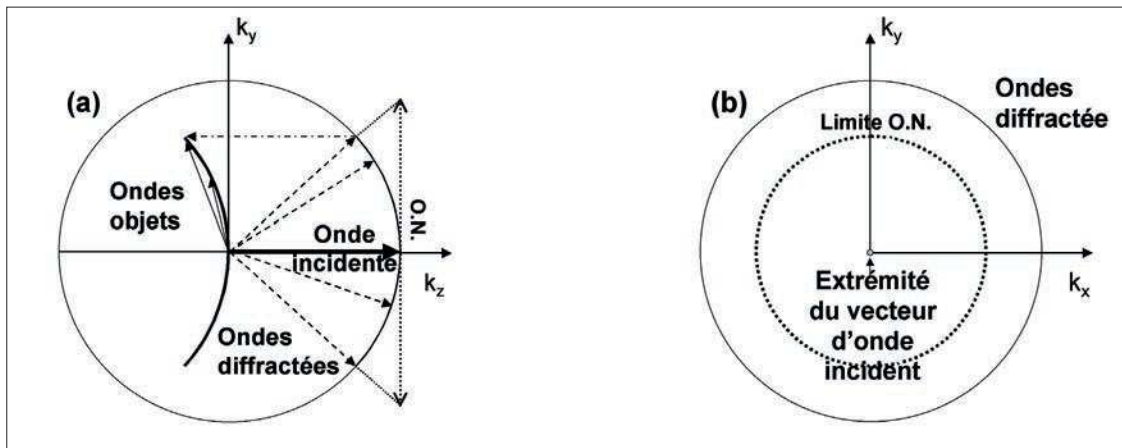 (a)
k_y
Ondes
objets
Onde
incidente
O.N.
k_z
Ondes
diffractées
(b)
k_y
Ondes
diffractée
Limite O.N.
k_x
Extrémité
du vecteur
d'onde
incident